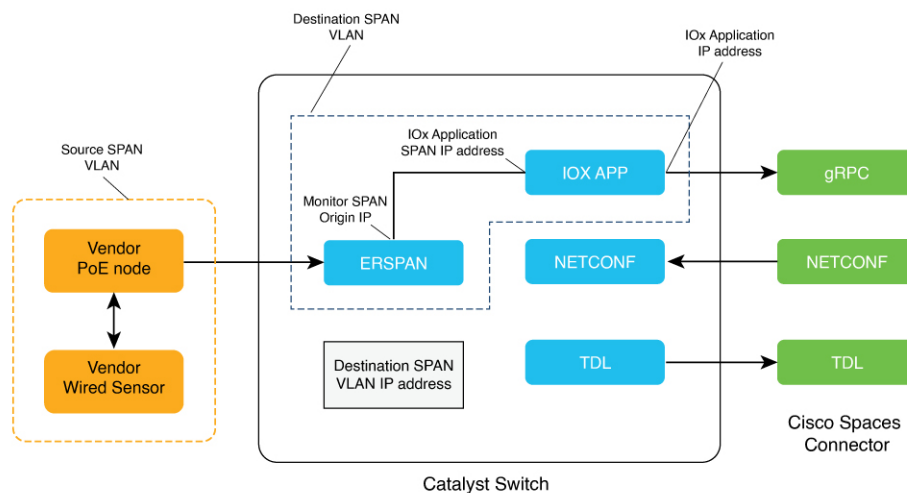 Destination SPAN
VLAN
IOx Application
IP address
Source SPAN
VLAN
IOx Application
SPAN IP address
IOX APP
gRPC
Monitor SPAN
Origin IP
Vendor
PoE node
ERSPAN
NETCONF
NETCONF
Vendor
Wired Sensor
Destination SPAN
VLAN IP address
TDL
TDL
Cisco Spaces
Connector
Catalyst Switch